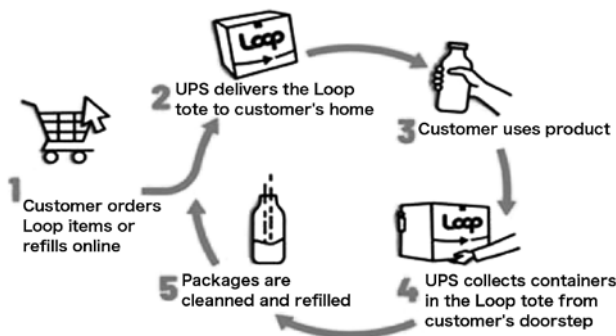 1
Customer orders
Loop items or
refills online
Loop
2
UPS delivers the Loop
tote to customer's home
3
Customer uses product
Loop
4
UPS collects containers
in the Loop tote from
customer's doorstep
5
Packages are
cleanned and refilled